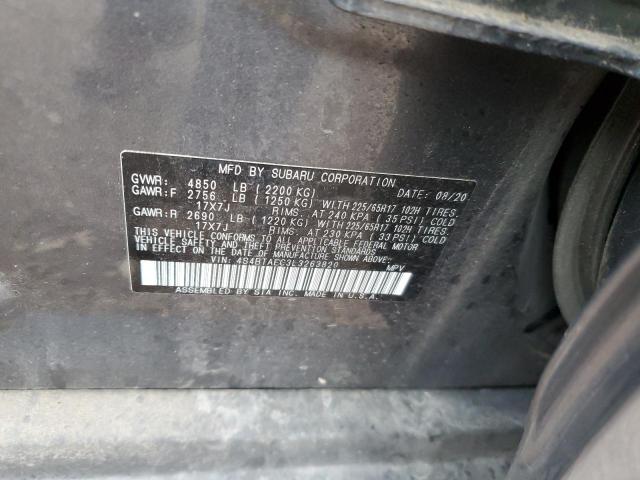 MFD BY SUBARU CORPORATION DATE: 08/20
GVWR: 4850 LB (2200 KG)
GAWR:F 2756 LB (1250 KG) WITH 225/65R17 102H TIRES,
17X7J RIMS, AT 240 KPA (35 PSI) COLD
GAWR:R 2690 LB (1220 KG) WITH 225/65R17 102H TIRES,
17X7J RIMS, AT 230 KPA (33 PSI) COLD
THIS VEHICLE CONFORMS TO ALL APPLICABLE FEDERAL MOTOR
VEHICLE SAFETY, BUMPER, AND THEFT PREVENTION STANDARDS
IN EFFECT ON THE DATE OF MANUFACTURE SHOWN ABOVE.
VIN: 4S4BTAEC3L3263820 MPV
ASSEMBLED BY SIA INC. MADE IN U.S.A.